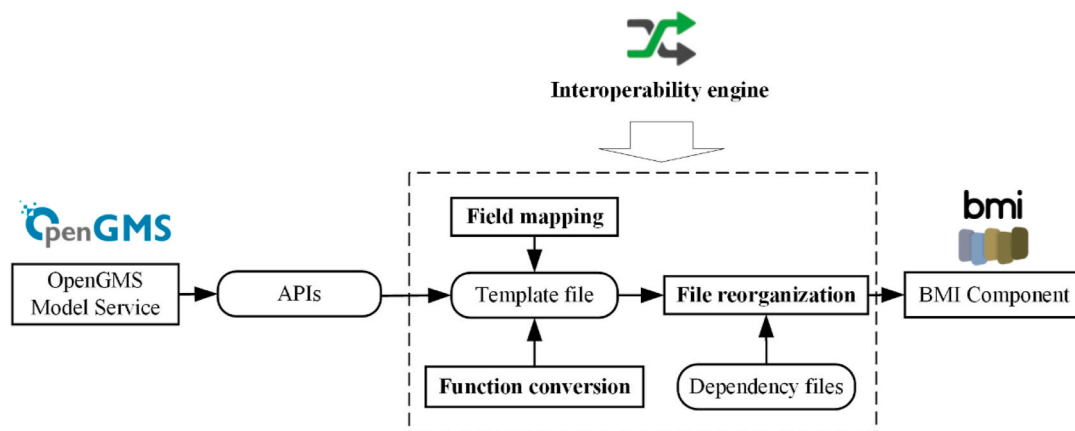 Interoperability engine
OpenGMS
bmi
Field mapping
OpenGMS
Model Service
APIs
Template file
File reorganization
BMI Component
Function conversion
Dependency files